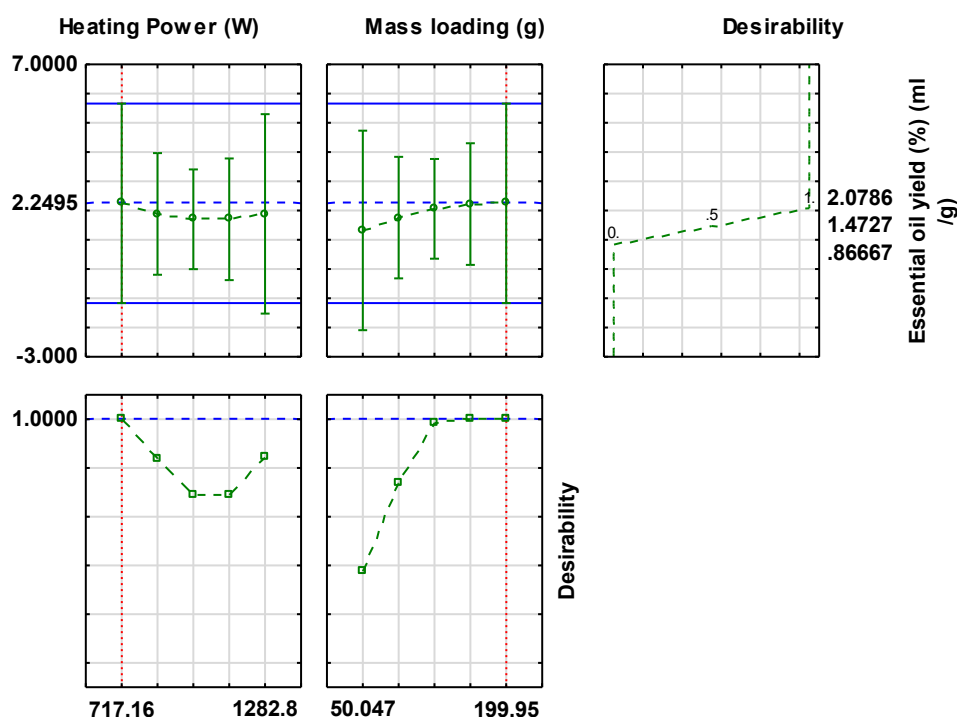 Heating Power (W)
Mass loading (g)
Desirability
7.0000
2.2495
-3.000
0.
.5
1.
2.0786
1.4727
.86667
Essential oil yield (%) (ml
/g)
1.0000
Desirability
717.16
1282.8
50.047
199.95